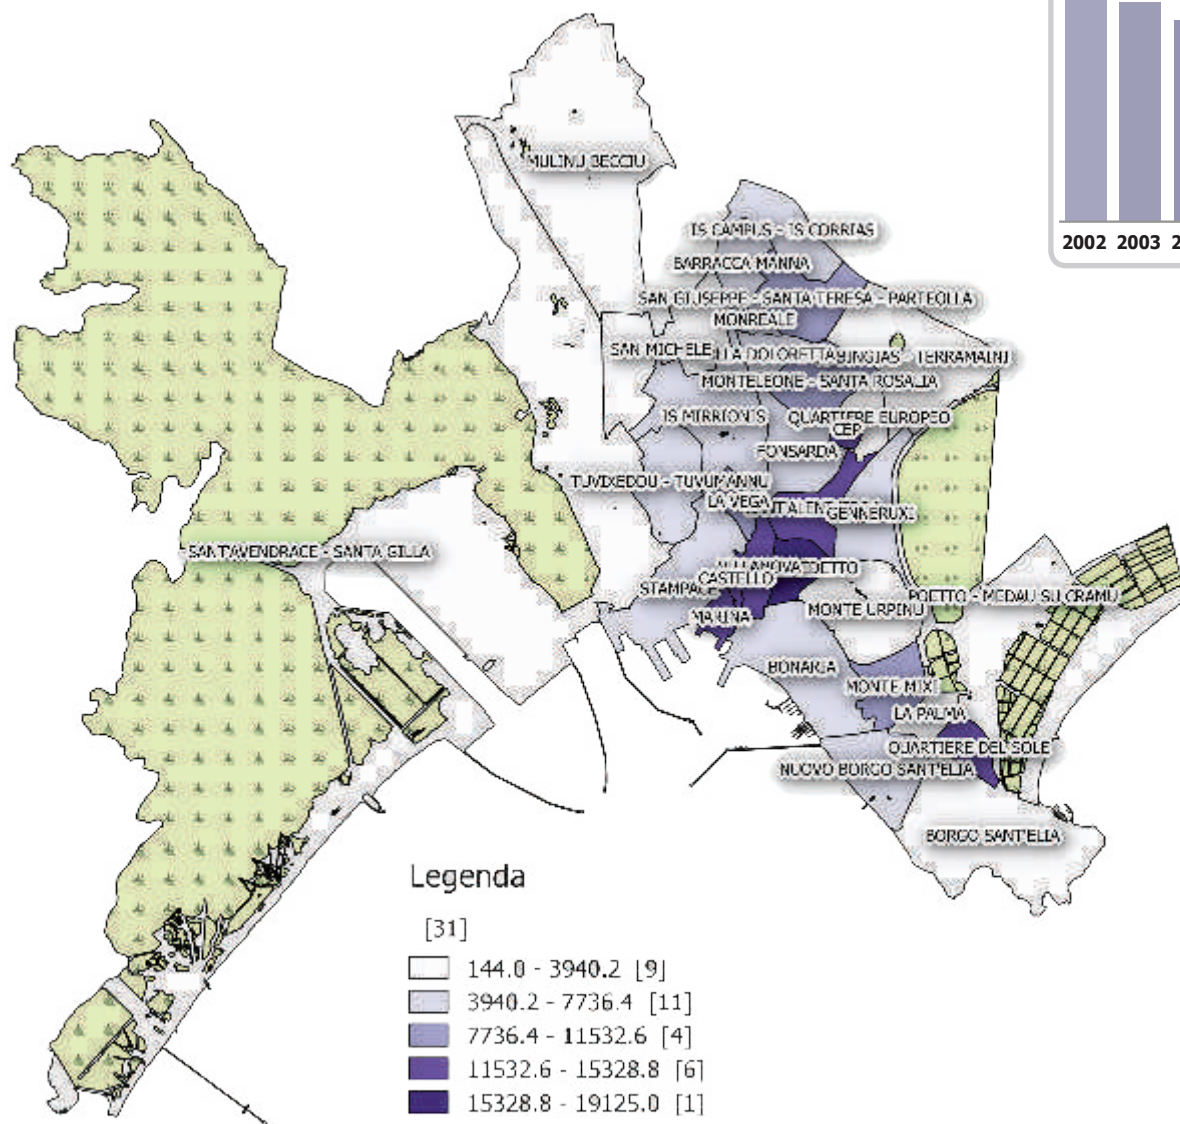 2002 2003
MULINU BECCIU
IS CAMPUS - IS CORRIAS
BARRACCA MANNA
SAN GIUSEPPE - SANTA TERESA - PARTEOLLA
MONREALE
SAN MICHELE
LLA DOLORETTA
BINGIAS - TERRAMAINI
MONTELEONE - SANTA ROSALIA
IS MIRRIONIS
QUARTIERE EUROPEO
CEP
FONSARDA
TUVIXEDDU - TUVUMANNU
LA VEGA
GENNERUXI
SANT'AVENDRACE - SANTA GILLA
VILLANOVA
CASTELLO
STAMPACE
POETTO - MEDAU SU CRAMU
MONTE URPINU
MARINA
BONARIA
MONTE MIXI
LA PALMA
QUARTIERE DEL SOLE
NUOVO BORGO SANT'ELIA
BORGO SANT'ELIA
Legenda
[31]
144.0 - 3940.2 [9]
3940.2 - 7736.4 [11]
7736.4 - 11532.6 [4]
11532.6 - 15328.8 [6]
15328.8 - 19125.0 [1]